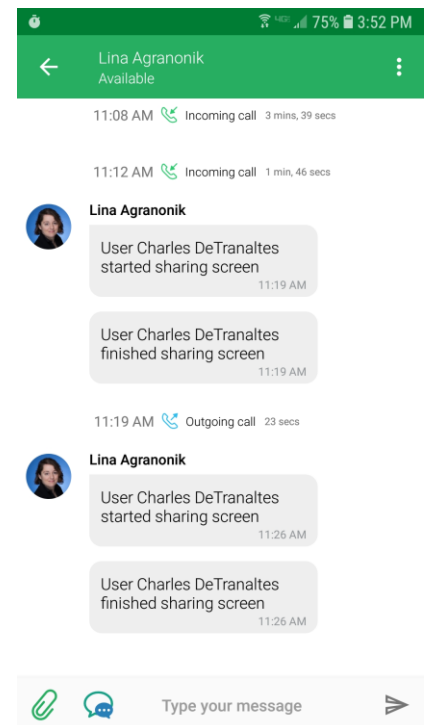 75% 3:52 PM
Lina Agranonik
Available
11:08 AM Incoming call 3 mins, 39 secs
11:12 AM Incoming call 1 min, 46 secs
Lina Agranonik
User Charles DeTranaltes
started sharing screen
11:19 AM
User Charles DeTranaltes
finished sharing screen
11:19 AM
11:19 AM Outgoing call 23 secs
Lina Agranonik
User Charles DeTranaltes
started sharing screen
11:26 AM
User Charles DeTranaltes
finished sharing screen
11:26 AM
Type your message